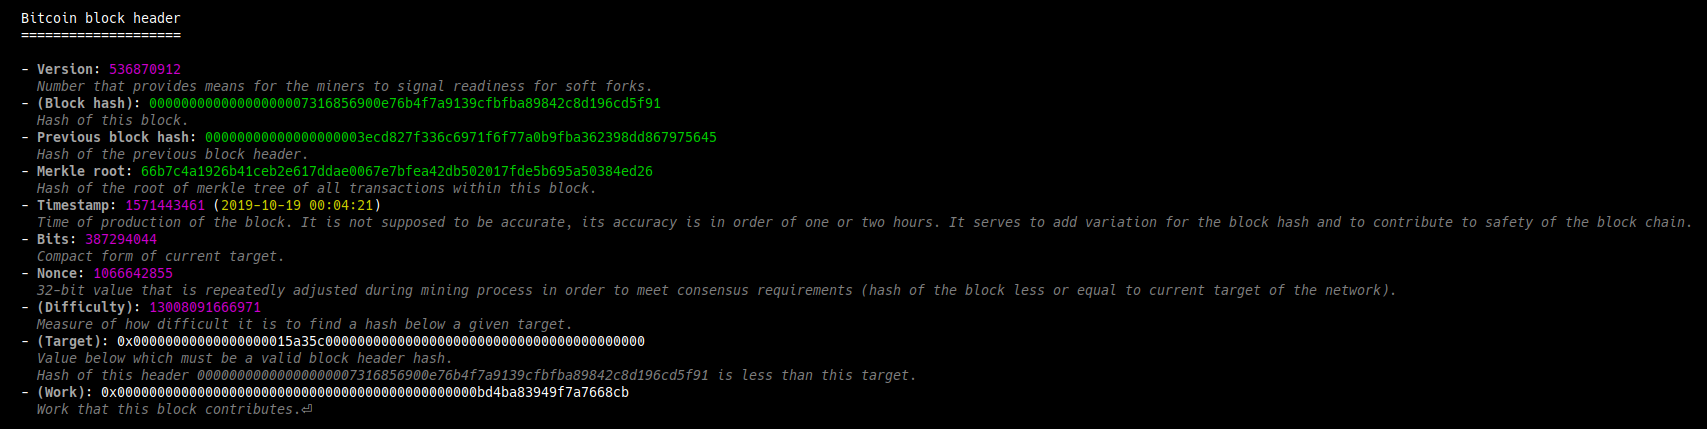 Bitcoin block header
====================
- Version: 536870912
Number that provides means for the miners to signal readiness for soft forks.
- (Block hash): 00000000000000000007316856900e76b4f7a9139cfbfba89842c8d196cd5f91
Hash of this block.
- Previous block hash: 00000000000000000003ecd827f336c6971f6f77a0b9fba362398dd867975645
Hash of the previous block header.
- Merkle root: 66b7c4a1926b41ceb2e617ddae0067e7bfea42db502017fde5b695a50384ed26
Hash of the root of merkle tree of all transactions within this block.
- Timestamp: 1571443461 (2019-10-19 00:04:21)
Time of production of the block. It is not supposed to be accurate, its accuracy is in order of one or two hours. It serves to add variation for the block hash and to contribute to safety of the block chain.
- Bits: 387294044
Compact form of current target.
- Nonce: 1066642855
32-bit value that is repeatedly adjusted during mining process in order to meet consensus requirements (hash of the block less or equal to current target of the network).
- (Difficulty): 13008091666971
Measure of how difficult it is to find a hash below a given target.
- (Target): 0x00000000000000000015a35c0000000000000000000000000000000000000000
Value below which must be a valid block header hash.
Hash of this header 00000000000000000007316856900e76b4f7a9139cfbfba89842c8d196cd5f91 is less than this target.
- (Work): 0x000000000000000000000000000000000000000000000bd4ba83949f7a7668cb
Work that this block contributes.⏎